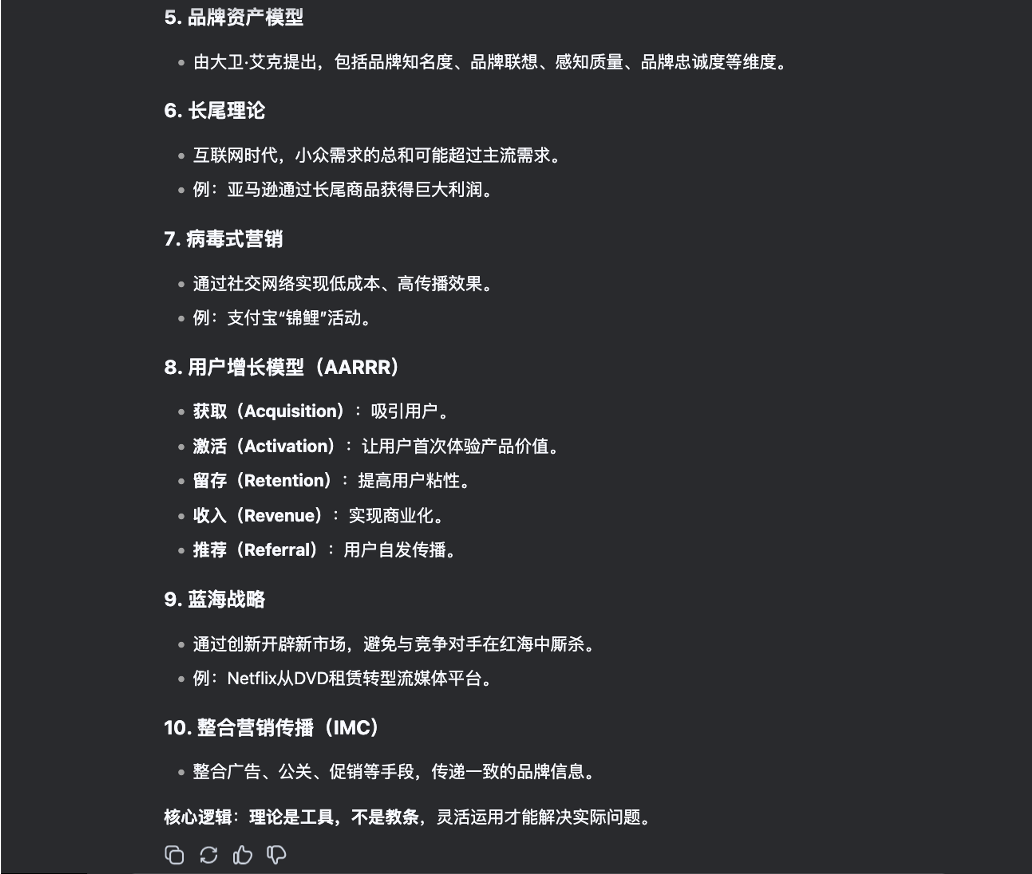 5. 品牌资产模型
由大卫·艾克提出，包括品牌知名度、品牌联想、感知质量、品牌忠诚度等维度。
6. 长尾理论
互联网时代，小众需求的总和可能超过主流需求。
例：亚马逊通过长尾商品获得巨大利润。
7. 病毒式营销
通过社交网络实现低成本、高传播效果。
例：支付宝“锦鲤”活动。
8. 用户增长模型（AARRR）
获取（Acquisition）：吸引用户。
激活（Activation）：让用户首次体验产品价值。
留存（Retention）：提高用户粘性。
收入（Revenue）：实现商业化。
推荐（Referral）：用户自发传播。
9. 蓝海战略
通过创新开辟新市场，避免与竞争对手在红海中厮杀。
例：Netflix从DVD租赁转型流媒体平台。
10. 整合营销传播（IMC）
整合广告、公关、促销等手段，传递一致的品牌信息。
核心逻辑：理论是工具，不是教条，灵活运用才能解决实际问题。